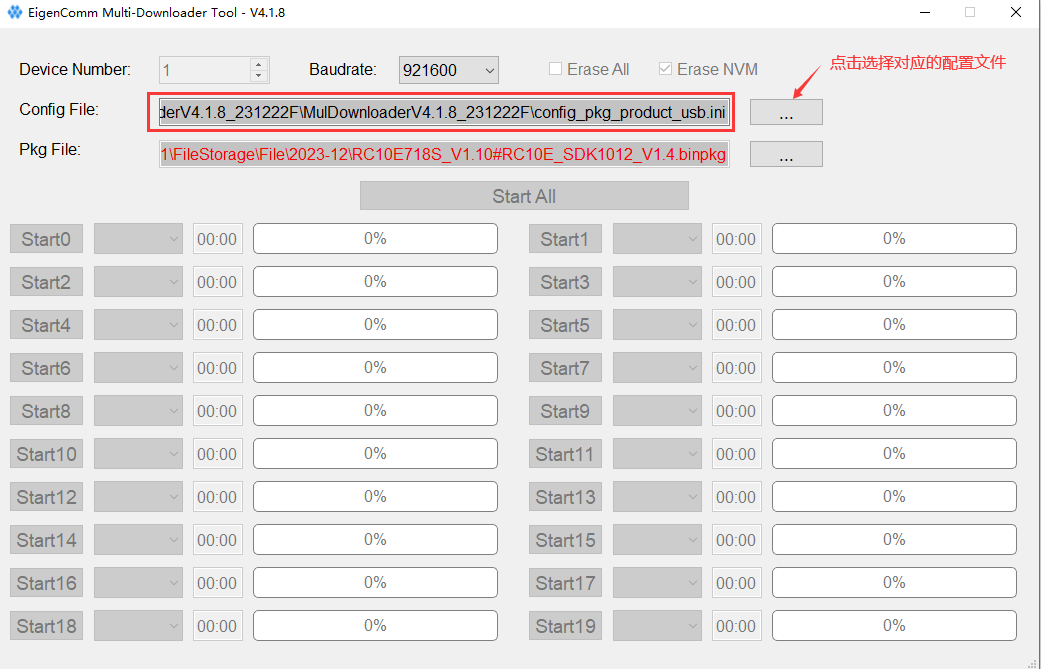 EigenComm Multi-Downloader Tool - V4.1.8
Device Number: 1 Baudrate: 921600 Erase All Erase NVM
点击选择对应的配置文件
Config File: derV4.1.8_231222F\MulDownloaderV4.1.8_231222F\config_pkg_product_usb.ini ...
Pkg File: 1\FileStorage\File\2023-12\RC10E718S_V1.10#RC10E_SDK1012_V1.4.binpkg ...
Start All
Start0 00:00 0% Start1 00:00 0%
Start2 00:00 0% Start3 00:00 0%
Start4 00:00 0% Start5 00:00 0%
Start6 00:00 0% Start7 00:00 0%
Start8 00:00 0% Start9 00:00 0%
Start10 00:00 0% Start11 00:00 0%
Start12 00:00 0% Start13 00:00 0%
Start14 00:00 0% Start15 00:00 0%
Start16 00:00 0% Start17 00:00 0%
Start18 00:00 0% Start19 00:00 0%